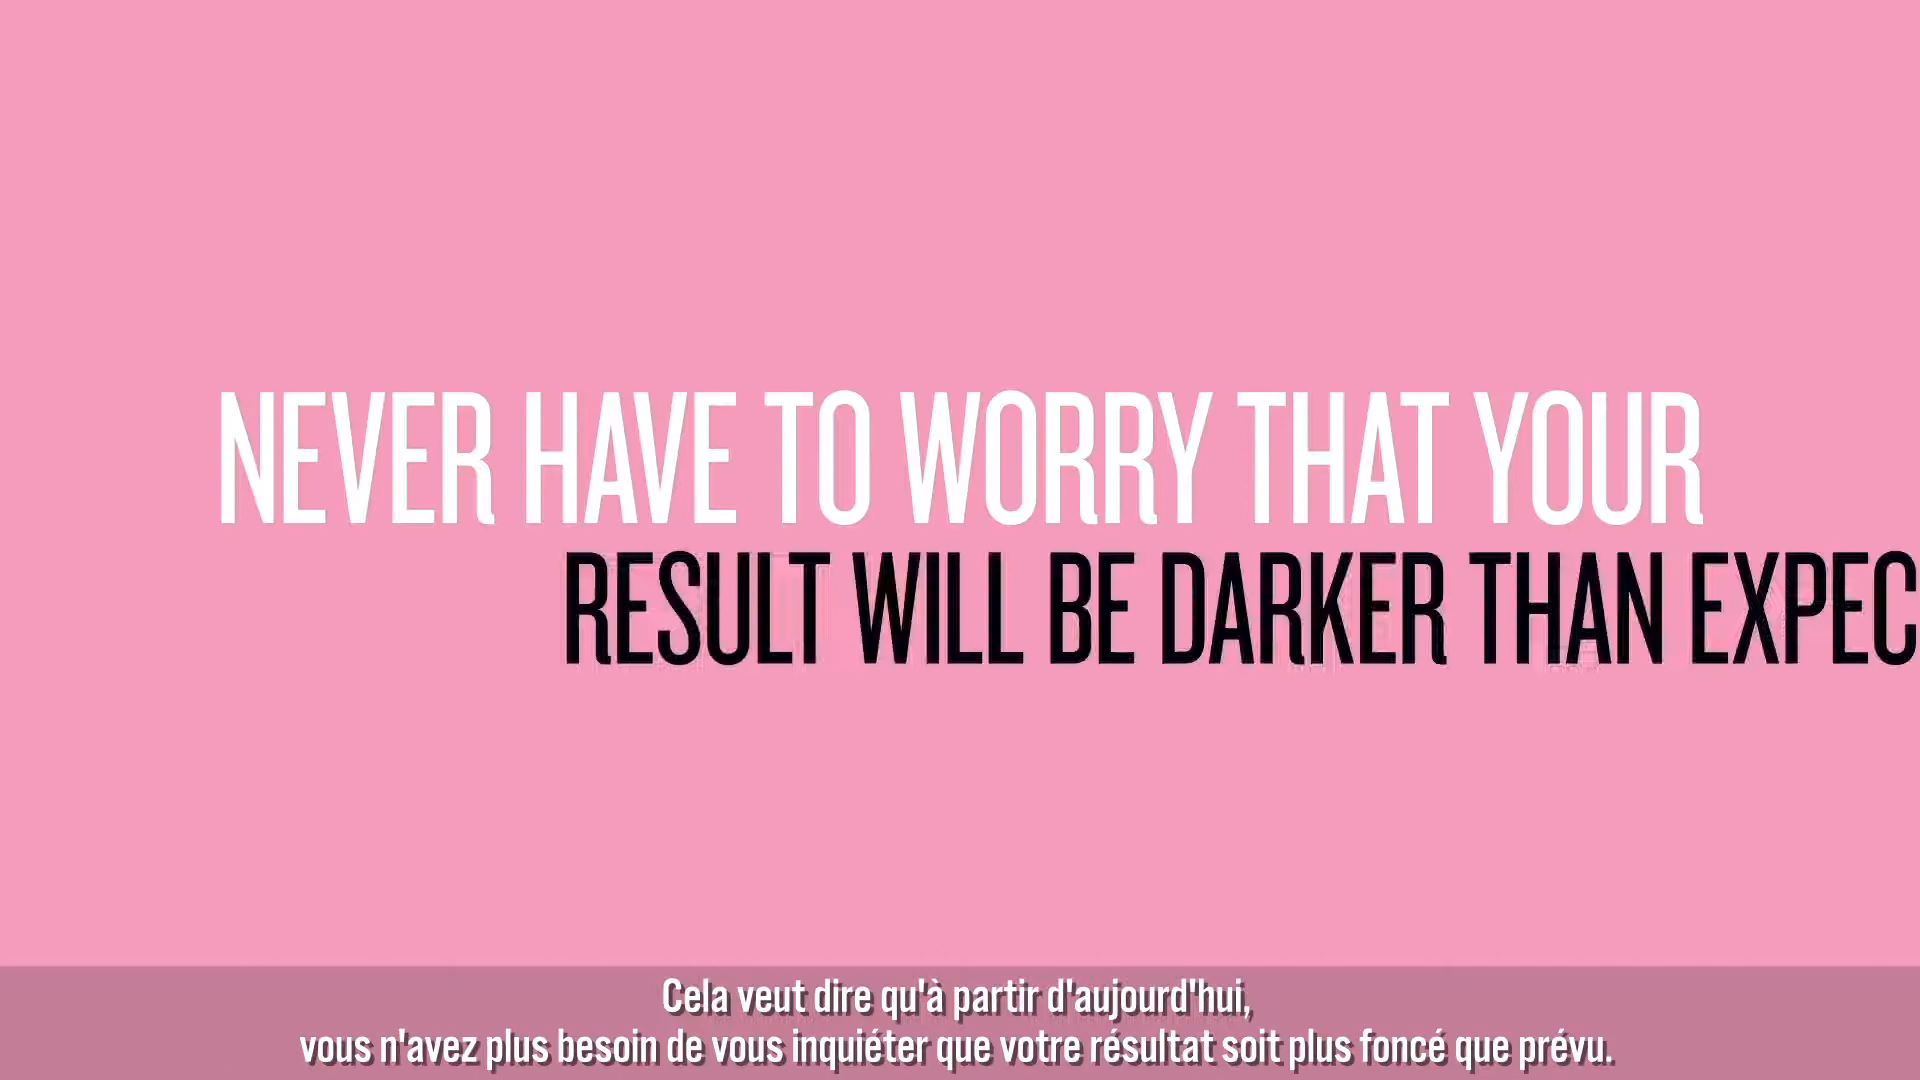 NEVER HAVE TO WORRY THAT YOUR
RESULT WILL BE DARKER THAN EXPEC
Cela veut dire qu'à partir d'aujourd'hui,
vous n'avez plus besoin de vous inquiéter que votre résultat soit plus foncé que prévu.